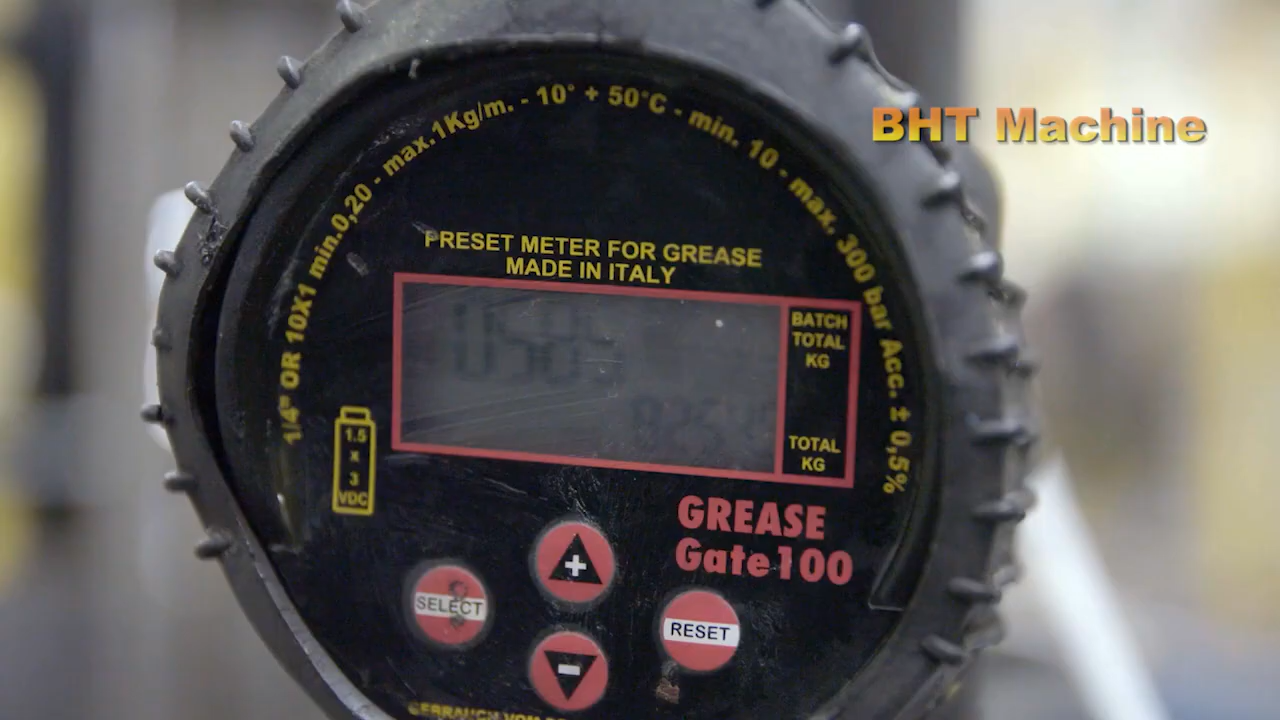 BHT Machine
1/4" OR 10X1 min.0,20 - max.1Kg/m. - 10° + 50°C - min. 10 - max. 300 bar Acc. ± 0,5%
PRESET METER FOR GREASE
MADE IN ITALY
BATCH
TOTAL
KG
TOTAL
KG
1.5
x
3
VDC
GREASE
Gate100
SELECT
+
RESET
-